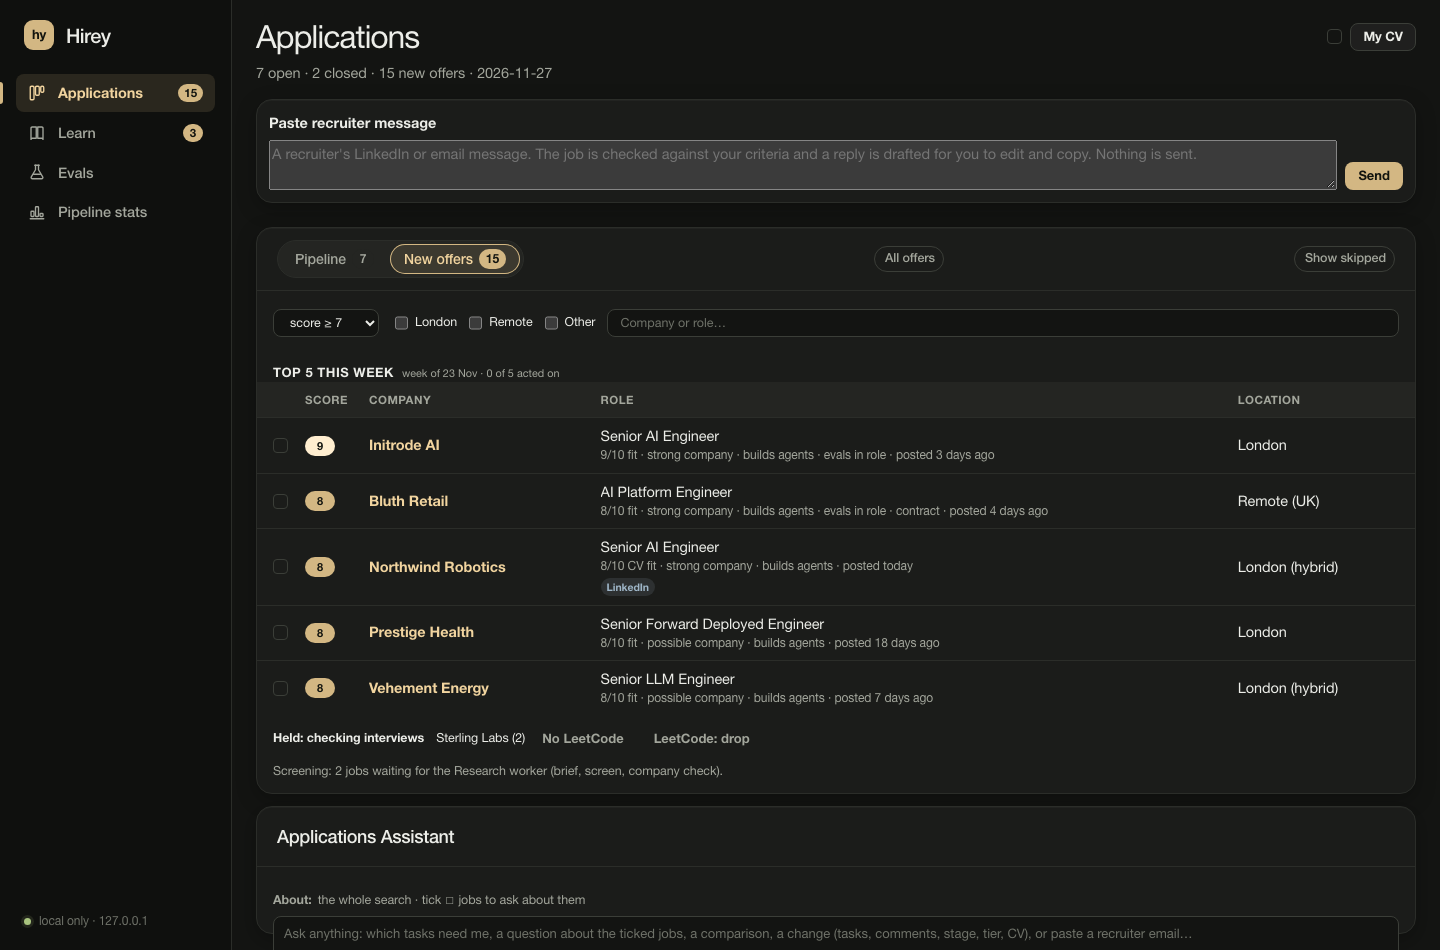 hy Hirey
Applications 15
Learn 3
Evals
Pipeline stats
local only · 127.0.0.1
Applications
My CV
7 open · 2 closed · 15 new offers · 2026-11-27
Paste recruiter message
A recruiter's LinkedIn or email message. The job is checked against your criteria and a reply is drafted for you to edit and copy. Nothing is sent.
Send
Pipeline 7 New offers 15 All offers Show skipped
score ≥ 7 London Remote Other Company or role…
TOP 5 THIS WEEK week of 23 Nov · 0 of 5 acted on
SCORE COMPANY ROLE LOCATION
9 Initrode AI Senior AI Engineer London
9/10 fit · strong company · builds agents · evals in role · posted 3 days ago
8 Bluth Retail AI Platform Engineer Remote (UK)
8/10 fit · strong company · builds agents · evals in role · contract · posted 4 days ago
8 Northwind Robotics Senior AI Engineer London (hybrid)
8/10 CV fit · strong company · builds agents · posted today
LinkedIn
8 Prestige Health Senior Forward Deployed Engineer London
8/10 fit · possible company · builds agents · posted 18 days ago
8 Vehement Energy Senior LLM Engineer London (hybrid)
8/10 fit · possible company · builds agents · posted 7 days ago
Held: checking interviews Sterling Labs (2) No LeetCode LeetCode: drop
Screening: 2 jobs waiting for the Research worker (brief, screen, company check).
Applications Assistant
About: the whole search · tick □ jobs to ask about them
Ask anything: which tasks need me, a question about the ticked jobs, a comparison, a change (tasks, comments, stage, tier, CV), or paste a recruiter email…